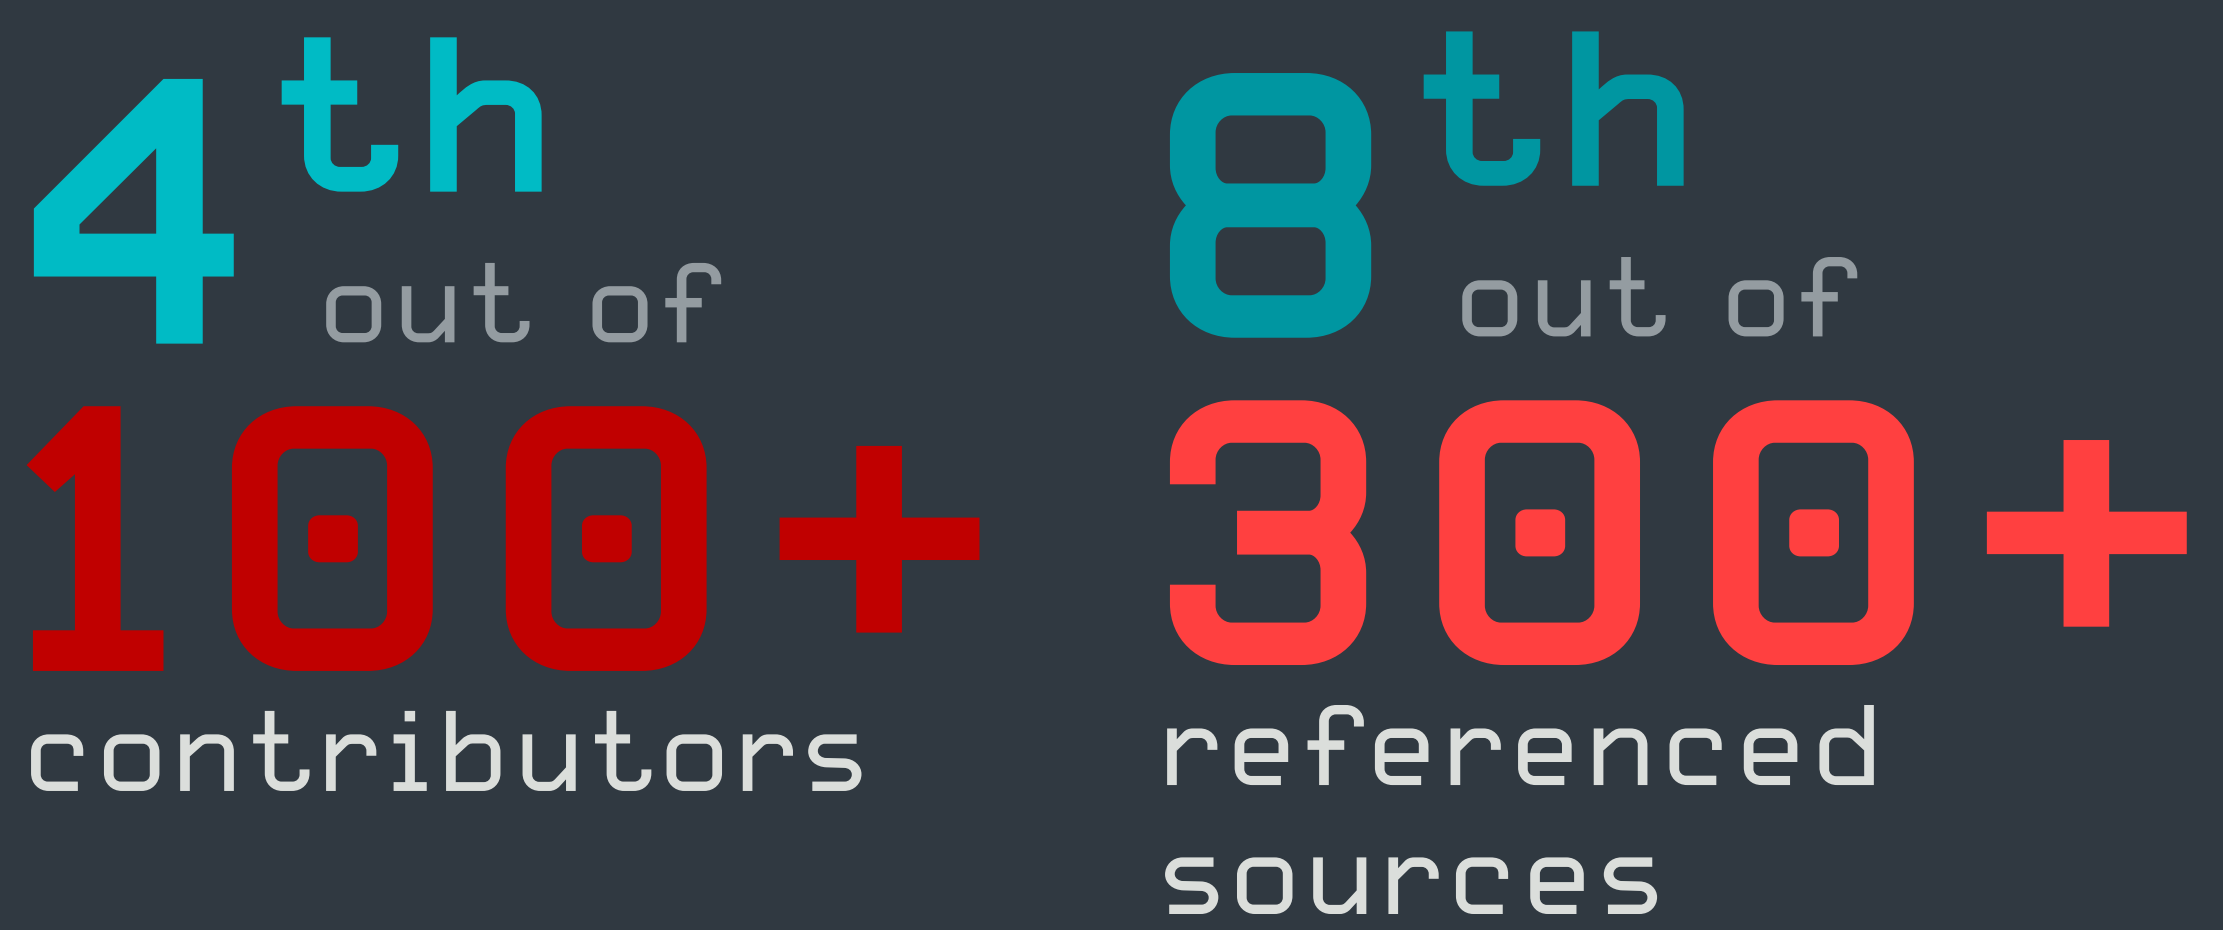 4th
out of
100+
contributors
8th
out of
300+
referenced
sources